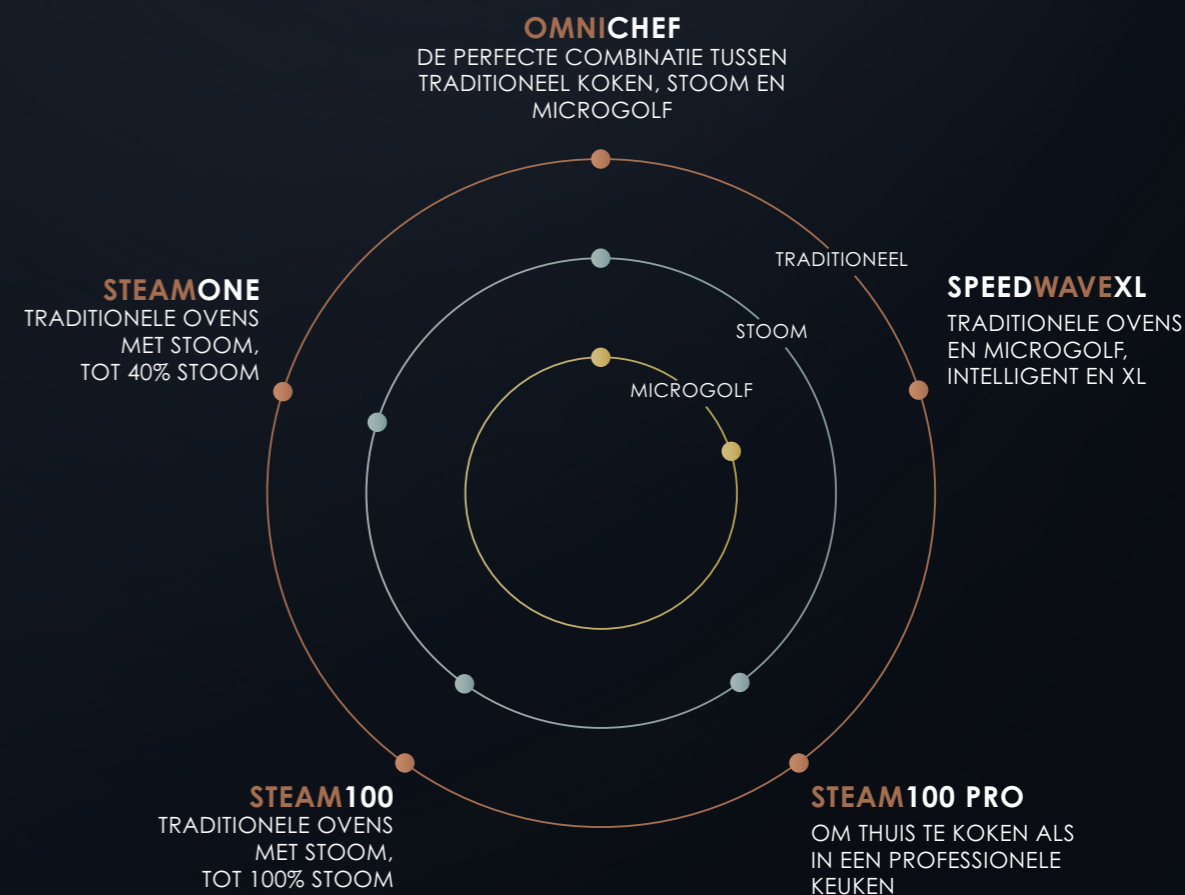 OMNICHEF
DE PERFECTE COMBINATIE TUSSEN
TRADITIONEEL KOKEN, STOOM EN
MICROGOLF
TRADITIONEEL
STOOM
MICROGOLF
STEAMONE
TRADITIONELE OVENS
MET STOOM,
TOT 40% STOOM
SPEEDWAVEXL
TRADITIONELE OVENS
EN MICROGOLF,
INTELLIGENT EN XL
STEAM100
TRADITIONELE OVENS
MET STOOM,
TOT 100% STOOM
STEAM100 PRO
OM THUIS TE KOKEN ALS
IN EEN PROFESSIONELE
KEUKEN